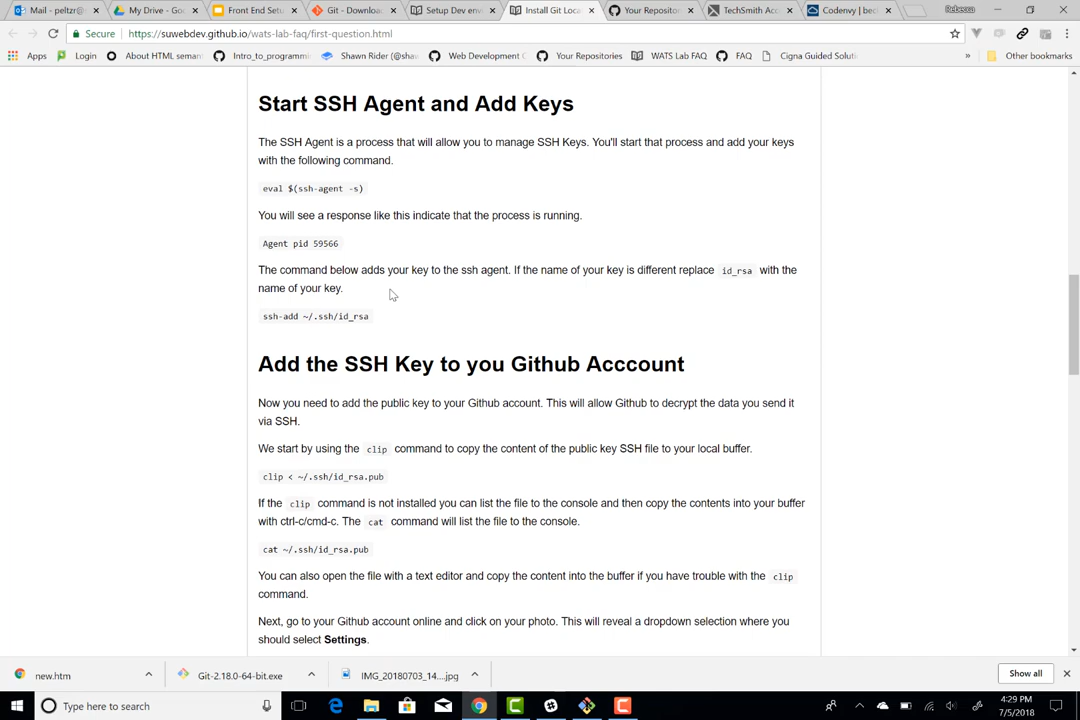 Mail - peltzr@
My Drive - Goo
Front End Setu
Git - Downloa
Setup Dev env
Install Git Loca
Your Reposito
TechSmith Acc
Codenvy | bec
Rebecca
Secure
https://suwebdev.github.io/wats-lab-faq/first-question.html
Apps
Login
About HTML seman
Intro_to_programmi
Shawn Rider (@shaw
Web Development (
Your Repositories
WATS Lab FAQ
FAQ
Cigna Guided Soluti
»
Other bookmarks
Start SSH Agent and Add Keys
The SSH Agent is a process that will allow you to manage SSH Keys. You'll start that process and add your keys
with the following command.
eval $(ssh-agent -s)
You will see a response like this indicate that the process is running.
Agent pid 59566
The command below adds your key to the ssh agent. If the name of your key is different replace id_rsa with the
name of your key.
ssh-add ~/.ssh/id_rsa
Add the SSH Key to you Github Acccount
Now you need to add the public key to your Github account. This will allow Github to decrypt the data you send it
via SSH.
We start by using the clip command to copy the content of the public key SSH file to your local buffer.
clip < ~/.ssh/id_rsa.pub
If the clip command is not installed you can list the file to the console and then copy the contents into your buffer
with ctrl-c/cmd-c. The cat command will list the file to the console.
cat ~/.ssh/id_rsa.pub
You can also open the file with a text editor and copy the content into the buffer if you have trouble with the clip
command.
Next, go to your Github account online and click on your photo. This will reveal a dropdown selection where you
should select Settings.
new.htm
Git-2.18.0-64-bit.exe
IMG_20180703_14....jpg
Show all
Type here to search
4:29 PM
7/5/2018